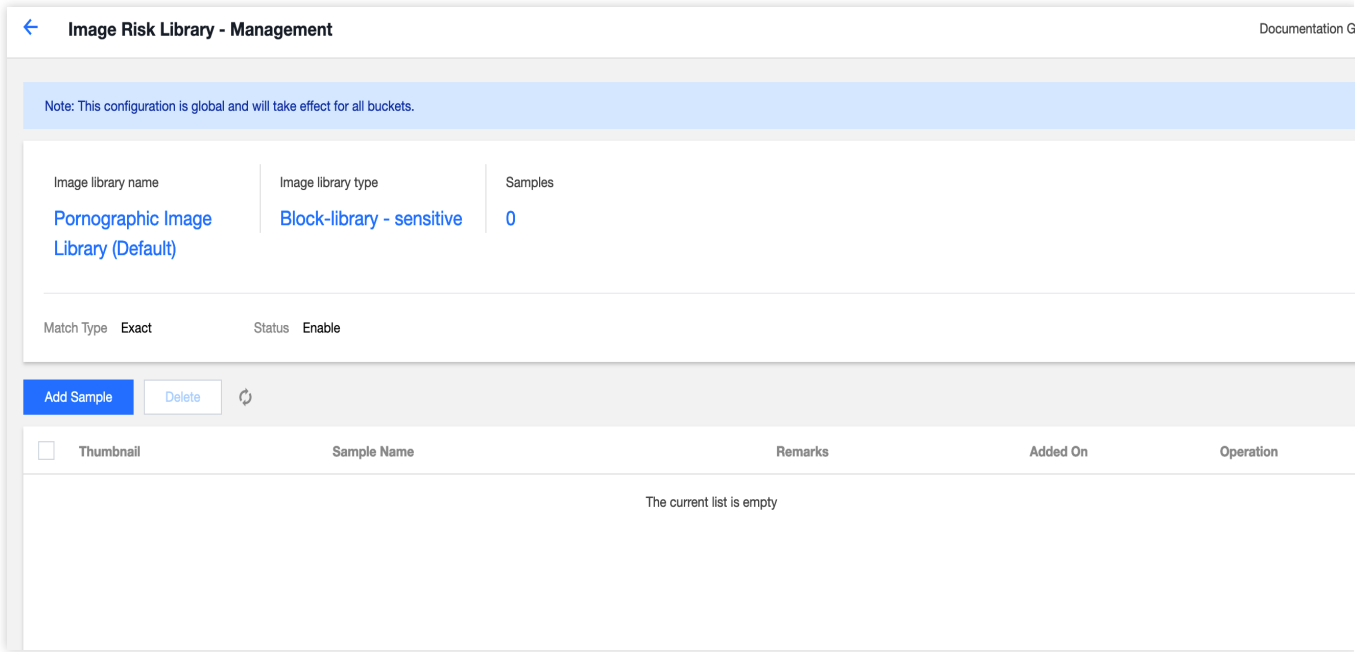 Image Risk Library - Management
Documentation G
Note: This configuration is global and will take effect for all buckets.
Image library name
Image library type
Samples
Pornographic Image
Library (Default)
Block-library - sensitive
0
Match Type Exact
Status Enable
Add Sample
Delete
Thumbnail
Sample Name
Remarks
Added On
Operation
The current list is empty